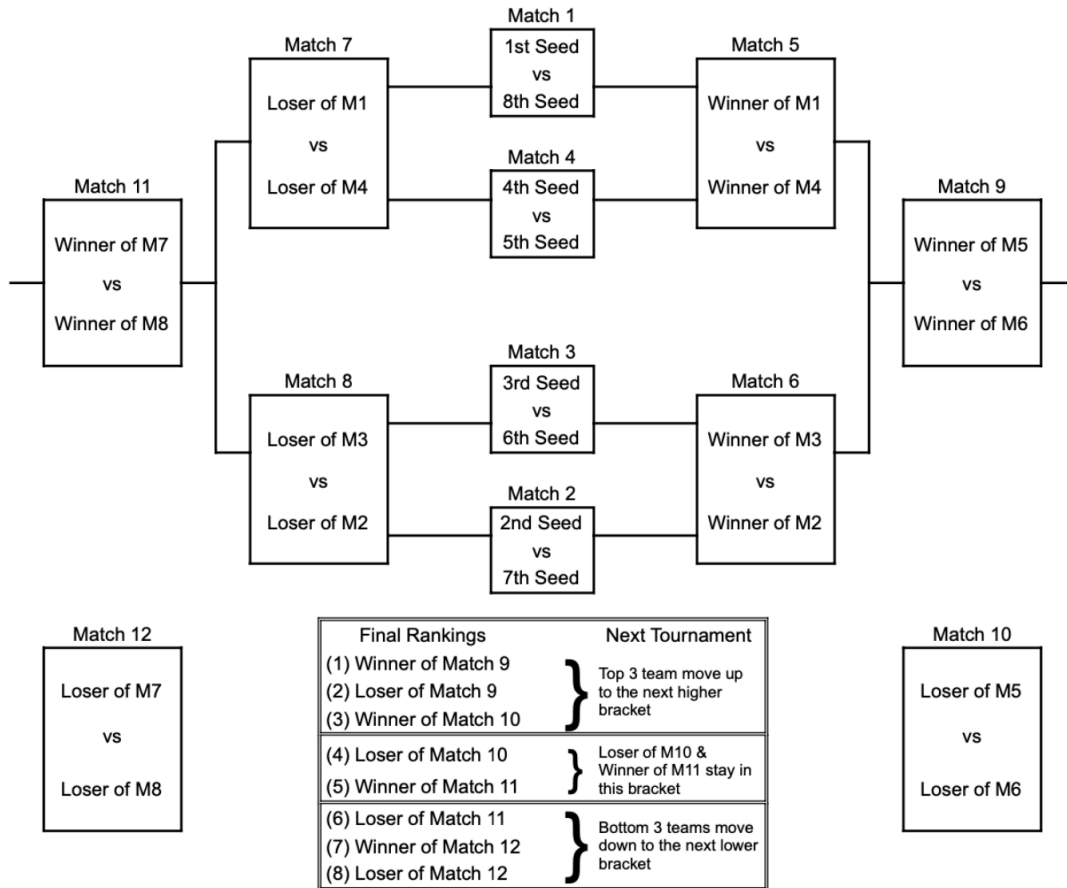 Match 1
1st Seed
vs
8th Seed
Match 7
Loser of M1
vs
Loser of M4
Match 5
Winner of M1
vs
Winner of M4
Match 4
4th Seed
vs
5th Seed
Match 11
Winner of M7
vs
Winner of M8
Match 9
Winner of M5
vs
Winner of M6
Match 3
3rd Seed
vs
6th Seed
Match 8
Loser of M3
vs
Loser of M2
Match 6
Winner of M3
vs
Winner of M2
Match 2
2nd Seed
vs
7th Seed
Match 12
Loser of M7
vs
Loser of M8
Final Rankings
Next Tournament
(1) Winner of Match 9
(2) Loser of Match 9
(3) Winner of Match 10
Top 3 team move up
to the next higher
bracket
(4) Loser of Match 10
(5) Winner of Match 11
Loser of M10 &
Winner of M11 stay in
this bracket
(6) Loser of Match 11
(7) Winner of Match 12
(8) Loser of Match 12
Bottom 3 teams move
down to the next lower
bracket
Match 10
Loser of M5
vs
Loser of M6